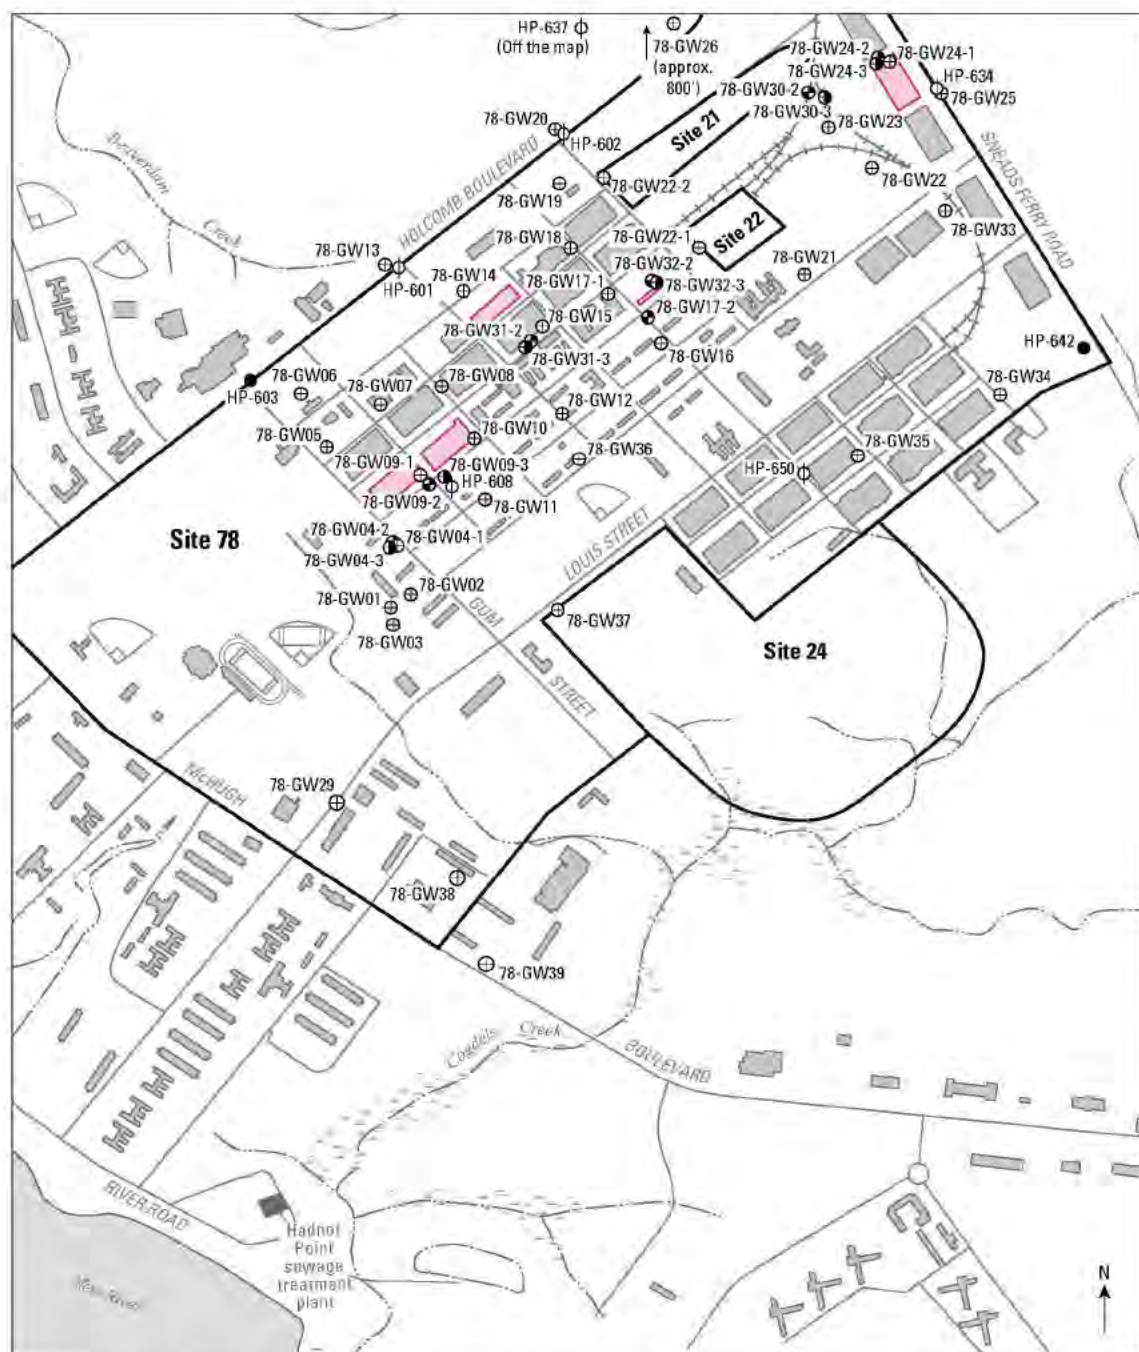 HP-637
(Off the map)
78-GW26
(approx.
800')
78-GW24-2
78-GW24-1
78-GW24-3
HP-634
78-GW30-2
78-GW25
78-GW30-3
78-GW23
78-GW20
HP-602
Site 21
SNEADS FERRY ROAD
Beaverdam
Creek
HOLCOMB BOULEVARD
78-GW22
78-GW22-2
78-GW19
78-GW18
78-GW22-1
Site 22
78-GW33
78-GW13
HP-601
78-GW14
78-GW32-2
78-GW21
78-GW17-1
78-GW32-3
78-GW17-2
78-GW15
78-GW31-2
78-GW31-3
78-GW16
HP-642
78-GW06
HP-603
78-GW07
78-GW08
78-GW34
78-GW12
78-GW05
78-GW10
78-GW35
78-GW09-1
78-GW09-3
78-GW36
HP-650
HP-608
78-GW09-2
78-GW11
Site 78
78-GW04-2
78-GW04-1
78-GW04-3
LOUIS STREET
78-GW02
78-GW01
78-GW03
GUM
STREET
78-GW37
Site 24
McHUGH
78-GW29
78-GW38
78-GW39
Cogdels Creek
BOULEVARD
RIVER ROAD
Hadnot
Point
sewage
treatment
plant
New River
N